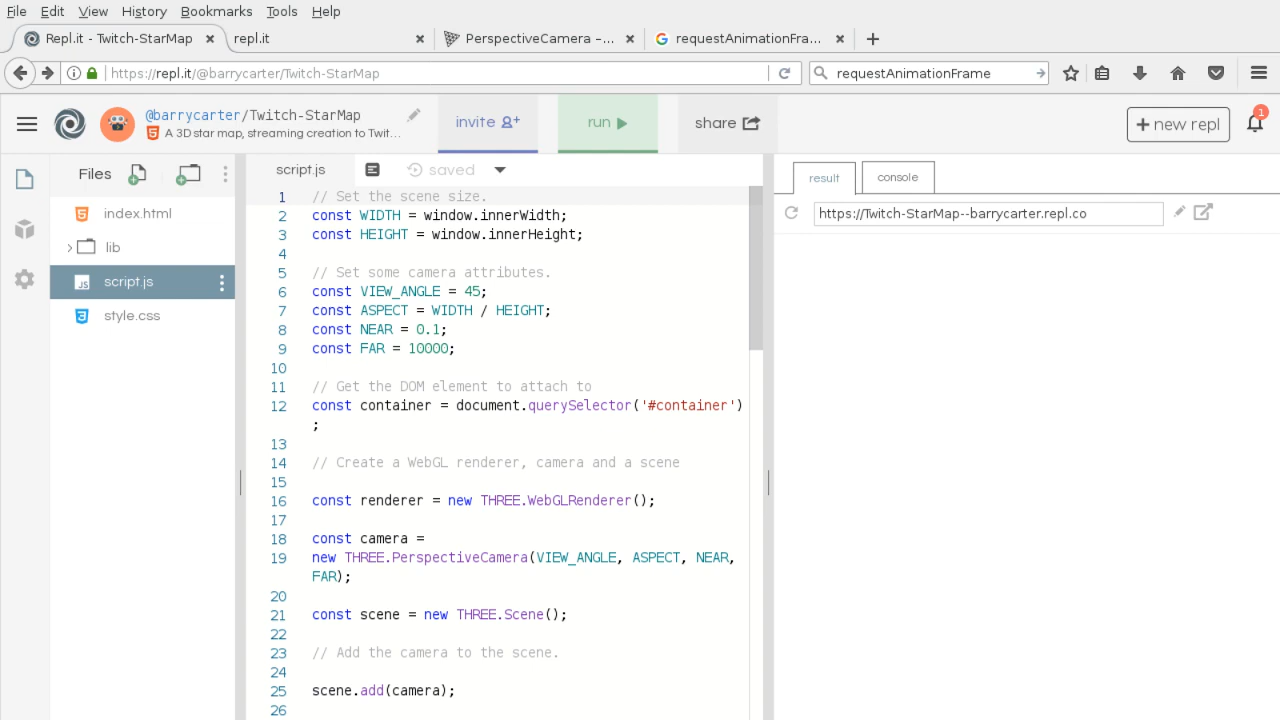 File Edit View History Bookmarks Tools Help
Repl.it - Twitch-StarMap × repl.it × PerspectiveCamera –... × requestAnimationFra... × +
https://repl.it/@barrycarter/Twitch-StarMap requestAnimationFrame
@barrycarter/Twitch-StarMap
A 3D star map, streaming creation to Twit...
invite run share + new repl 1
Files script.js saved result console
https://Twitch-StarMap--barrycarter.repl.co
index.html
lib
script.js
style.css
1 // Set the scene size.
2 const WIDTH = window.innerWidth;
3 const HEIGHT = window.innerHeight;
4
5 // Set some camera attributes.
6 const VIEW_ANGLE = 45;
7 const ASPECT = WIDTH / HEIGHT;
8 const NEAR = 0.1;
9 const FAR = 10000;
10
11 // Get the DOM element to attach to
12 const container = document.querySelector('#container')
;
13
14 // Create a WebGL renderer, camera and a scene
15
16 const renderer = new THREE.WebGLRenderer();
17
18 const camera =
19 new THREE.PerspectiveCamera(VIEW_ANGLE, ASPECT, NEAR,
FAR);
20
21 const scene = new THREE.Scene();
22
23 // Add the camera to the scene.
24
25 scene.add(camera);
26